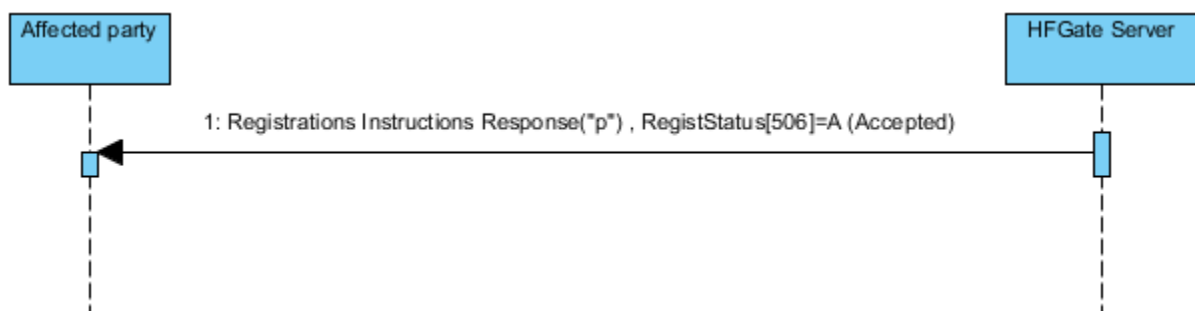 Affected party
HFGate Server
1: Registrations Instructions Response("p") , RegistStatus[506]=A (Accepted)